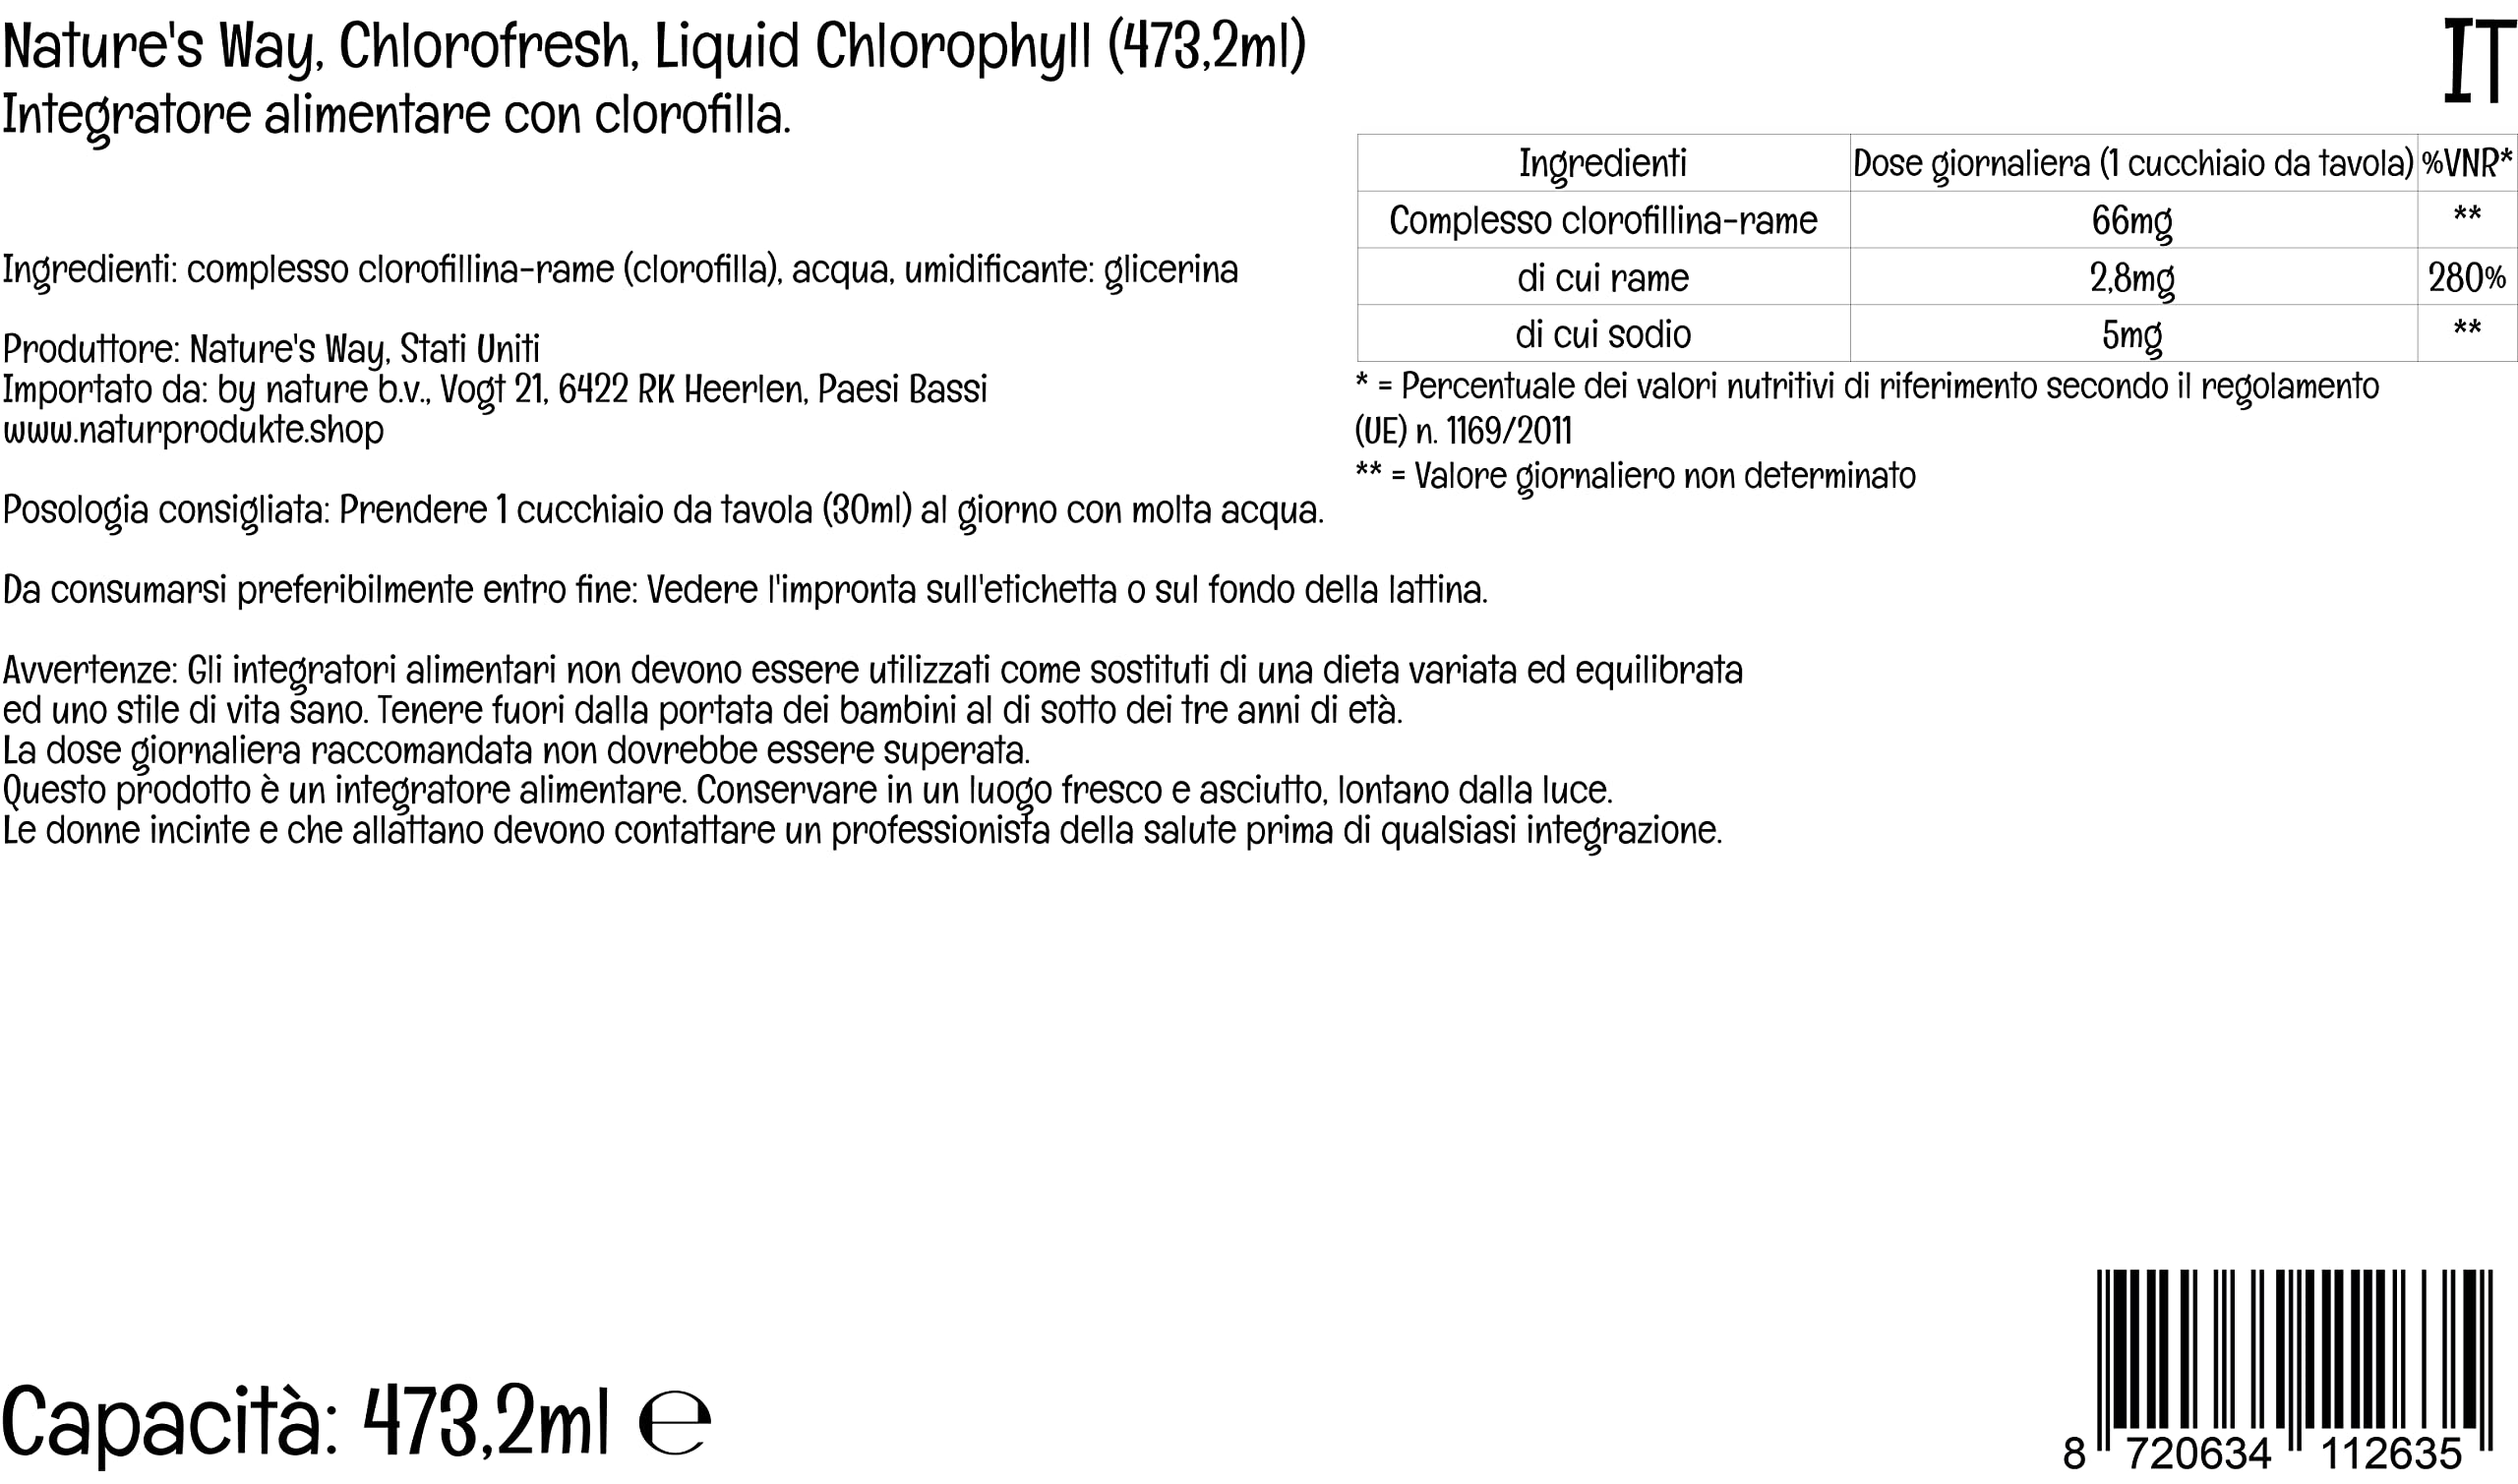 Nature's Way, Chlorofresh, Liquid Chlorophyll (473,2ml)
Integratore alimentare con clorofilla.
IT
Ingredienti Dose giornaliera (1 cucchiaio da tavola) %VNR*
Complesso clorofillina-rame 66mg **
di cui rame 2,8mg 280%
di cui sodio 5mg **
* = Percentuale dei valori nutritivi di riferimento secondo il regolamento
(UE) n. 1169/2011
** = Valore giornaliero non determinato
Ingredienti: complesso clorofillina-rame (clorofilla), acqua, umidificante: glicerina
Produttore: Nature's Way, Stati Uniti
Importato da: by nature b.v., Vogt 21, 6422 RK Heerlen, Paesi Bassi
www.naturprodukte.shop
Posologia consigliata: Prendere 1 cucchiaio da tavola (30ml) al giorno con molta acqua.
Da consumarsi preferibilmente entro fine: Vedere l'impronta sull'etichetta o sul fondo della lattina.
Avvertenze: Gli integratori alimentari non devono essere utilizzati come sostituti di una dieta variata ed equilibrata
ed uno stile di vita sano. Tenere fuori dalla portata dei bambini al di sotto dei tre anni di età.
La dose giornaliera raccomandata non dovrebbe essere superata.
Questo prodotto è un integratore alimentare. Conservare in un luogo fresco e asciutto, lontano dalla luce.
Le donne incinte e che allattano devono contattare un professionista della salute prima di qualsiasi integrazione.
Capacità: 473,2ml ℮
8 720634 112635